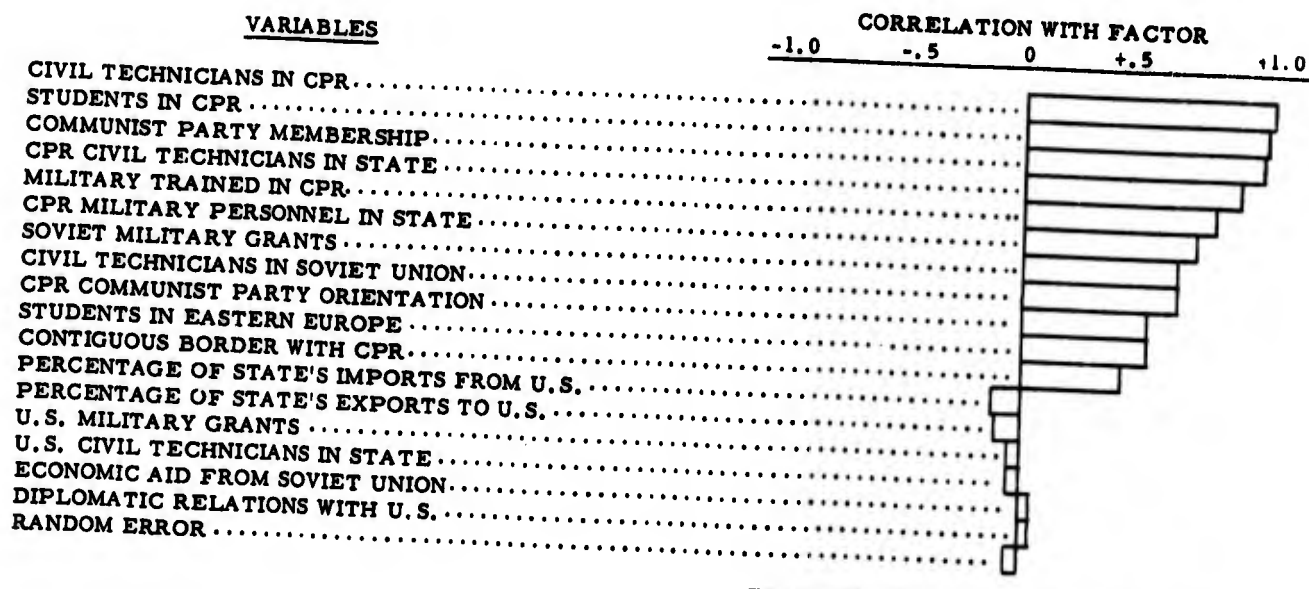 VARIABLES
CORRELATION WITH FACTOR
-1.0 -.5 0 +.5 +1.0
CIVIL TECHNICIANS IN CPR
STUDENTS IN CPR
COMMUNIST PARTY MEMBERSHIP
CPR CIVIL TECHNICIANS IN STATE
MILITARY TRAINED IN CPR
CPR MILITARY PERSONNEL IN STATE
SOVIET MILITARY GRANTS
CIVIL TECHNICIANS IN SOVIET UNION
CPR COMMUNIST PARTY ORIENTATION
STUDENTS IN EASTERN EUROPE
CONTIGUOUS BORDER WITH CPR
PERCENTAGE OF STATE'S IMPORTS FROM U.S.
PERCENTAGE OF STATE'S EXPORTS TO U.S.
U.S. MILITARY GRANTS
U.S. CIVIL TECHNICIANS IN STATE
ECONOMIC AID FROM SOVIET UNION
DIPLOMATIC RELATIONS WITH U.S.
RANDOM ERROR